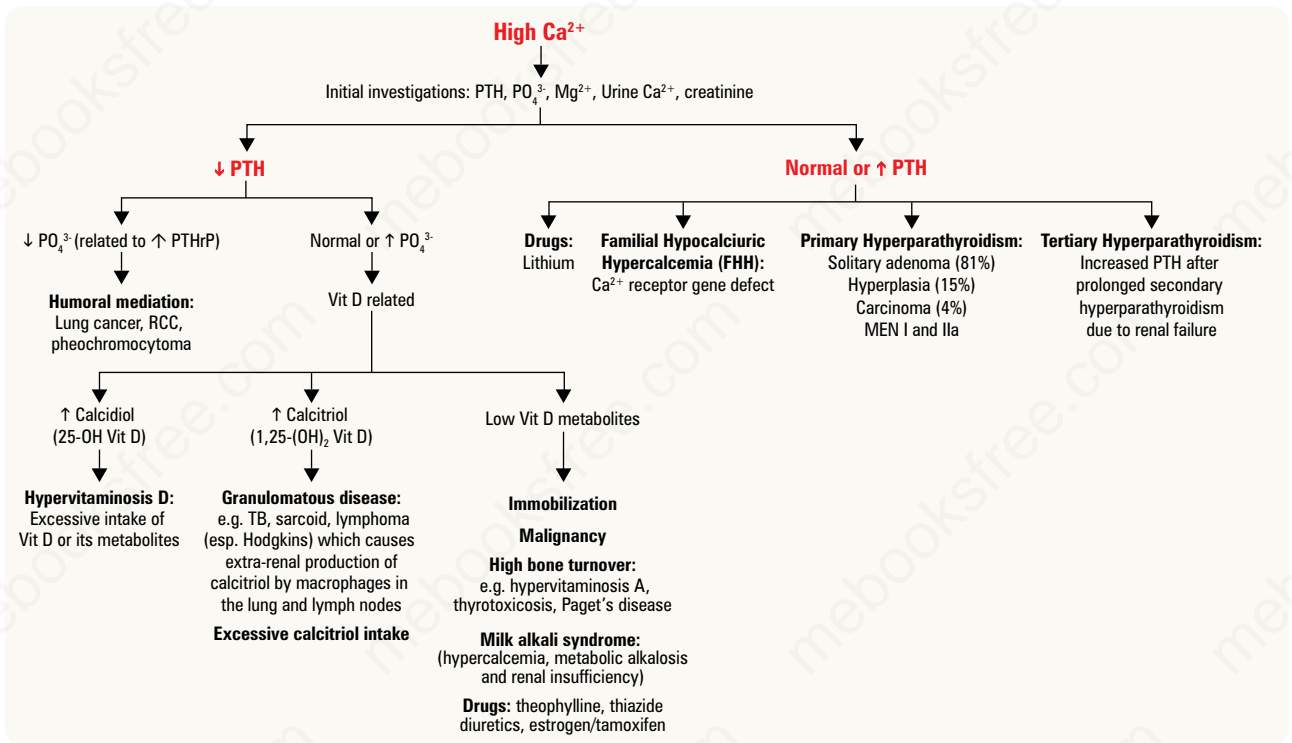 High Ca²⁺
Initial investigations: PTH, PO₄³⁻, Mg²⁺, Urine Ca²⁺, creatinine
↓ PTH
Normal or ↑ PTH
↓ PO₄³⁻ (related to ↑ PTHrP)
Humoral mediation:
Lung cancer, RCC,
pheochromocytoma
Normal or ↑ PO₄³⁻
Vit D related
↑ Calcidiol
(25-OH Vit D)
Hypervitaminosis D:
Excessive intake of
Vit D or its metabolites
↑ Calcitriol
(1,25-(OH)₂ Vit D)
Granulomatous disease:
e.g. TB, sarcoid, lymphoma
(esp. Hodgkins) which causes
extra-renal production of
calcitriol by macrophages in
the lung and lymph nodes
Excessive calcitriol intake
Low Vit D metabolites
Immobilization
Malignancy
High bone turnover:
e.g. hypervitaminosis A,
thyrotoxicosis, Paget's disease
Milk alkali syndrome:
(hypercalcemia, metabolic alkalosis
and renal insufficiency)
Drugs: theophylline, thiazide
diuretics, estrogen/tamoxifen
Drugs:
Lithium
Familial Hypocalciuric
Hypercalcemia (FHH):
Ca²⁺ receptor gene defect
Primary Hyperparathyroidism:
Solitary adenoma (81%)
Hyperplasia (15%)
Carcinoma (4%)
MEN I and IIa
Tertiary Hyperparathyroidism:
Increased PTH after
prolonged secondary
hyperparathyroidism
due to renal failure
mebooksfree.com